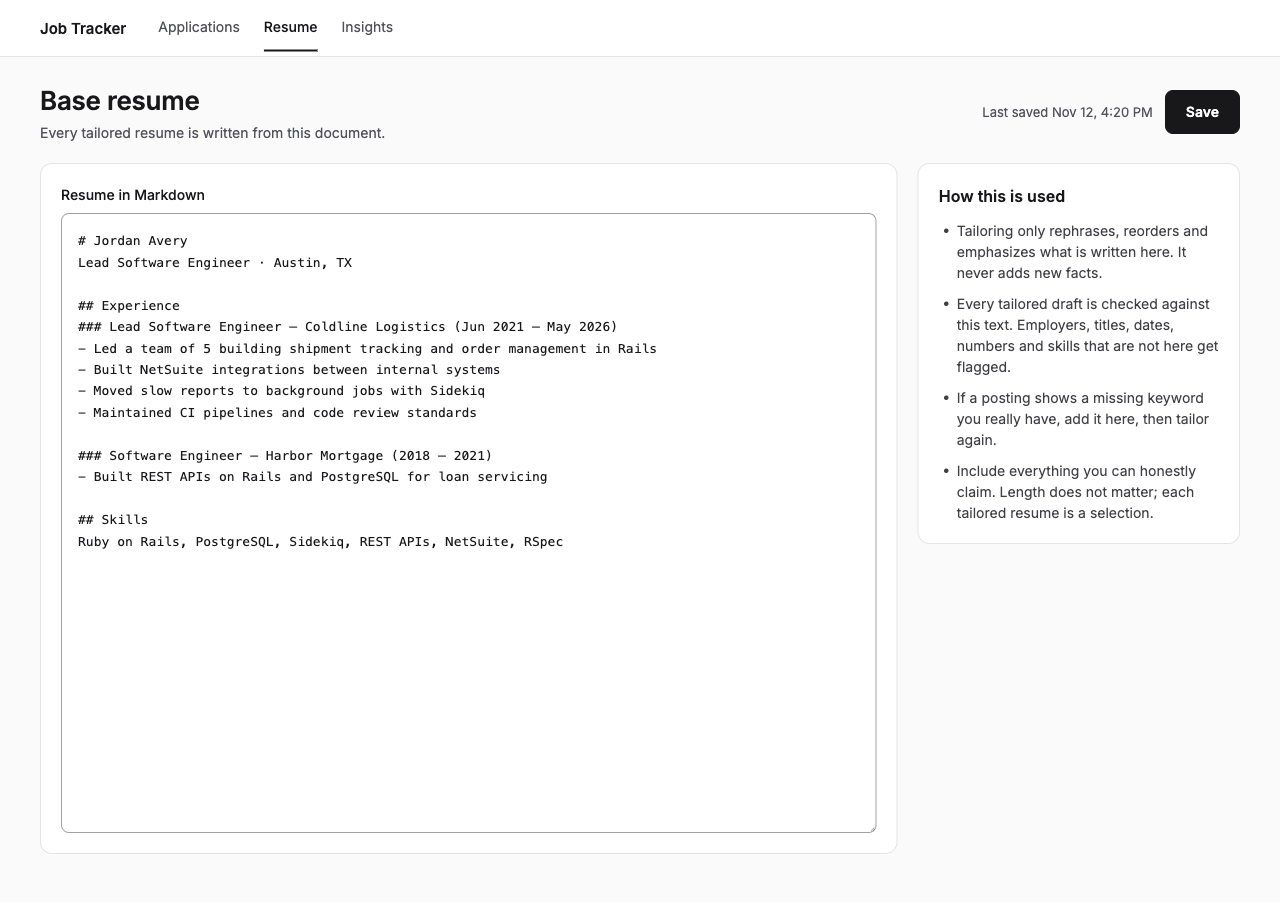 Job Tracker
Applications
Resume
Insights
Base resume
Every tailored resume is written from this document.
Last saved Nov 12, 4:20 PM
Save
Resume in Markdown
# Jordan Avery
Lead Software Engineer · Austin, TX
## Experience
### Lead Software Engineer — Coldline Logistics (Jun 2021 – May 2026)
- Led a team of 5 building shipment tracking and order management in Rails
- Built NetSuite integrations between internal systems
- Moved slow reports to background jobs with Sidekiq
- Maintained CI pipelines and code review standards
### Software Engineer — Harbor Mortgage (2018 – 2021)
- Built REST APIs on Rails and PostgreSQL for loan servicing
## Skills
Ruby on Rails, PostgreSQL, Sidekiq, REST APIs, NetSuite, RSpec
How this is used
• Tailoring only rephrases, reorders and
emphasizes what is written here. It
never adds new facts.
• Every tailored draft is checked against
this text. Employers, titles, dates,
numbers and skills that are not here get
flagged.
• If a posting shows a missing keyword
you really have, add it here, then tailor
again.
• Include everything you can honestly
claim. Length does not matter; each
tailored resume is a selection.